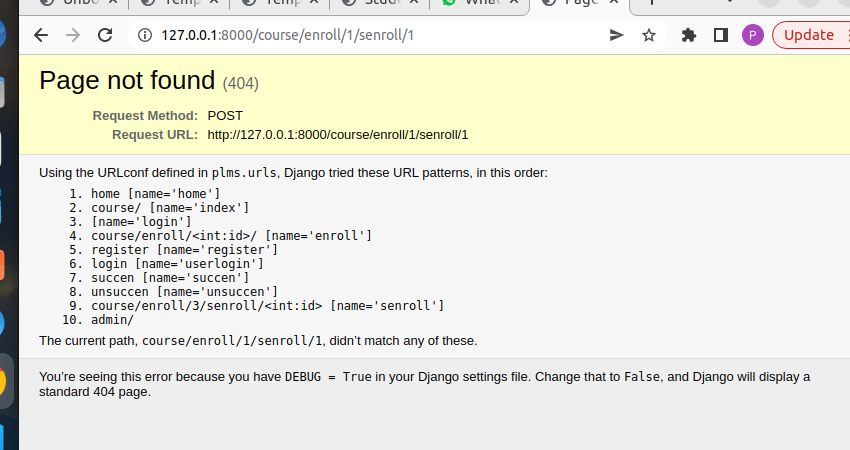 127.0.0.1:8000/course/enroll/1/senroll/1
P
Update
Page not found (404)
Request Method: POST
Request URL: http://127.0.0.1:8000/course/enroll/1/senroll/1
Using the URLconf defined in plms.urls, Django tried these URL patterns, in this order:
1. home [name='home']
2. course/ [name='index']
3. [name='login']
4. course/enroll/<int:id>/ [name='enroll']
5. register [name='register']
6. login [name='userlogin']
7. succen [name='succen']
8. unsuccen [name='unsuccen']
9. course/enroll/3/senroll/<int:id> [name='senroll']
10. admin/
The current path, course/enroll/1/senroll/1, didn't match any of these.
You're seeing this error because you have DEBUG = True in your Django settings file. Change that to False, and Django will display a
standard 404 page.